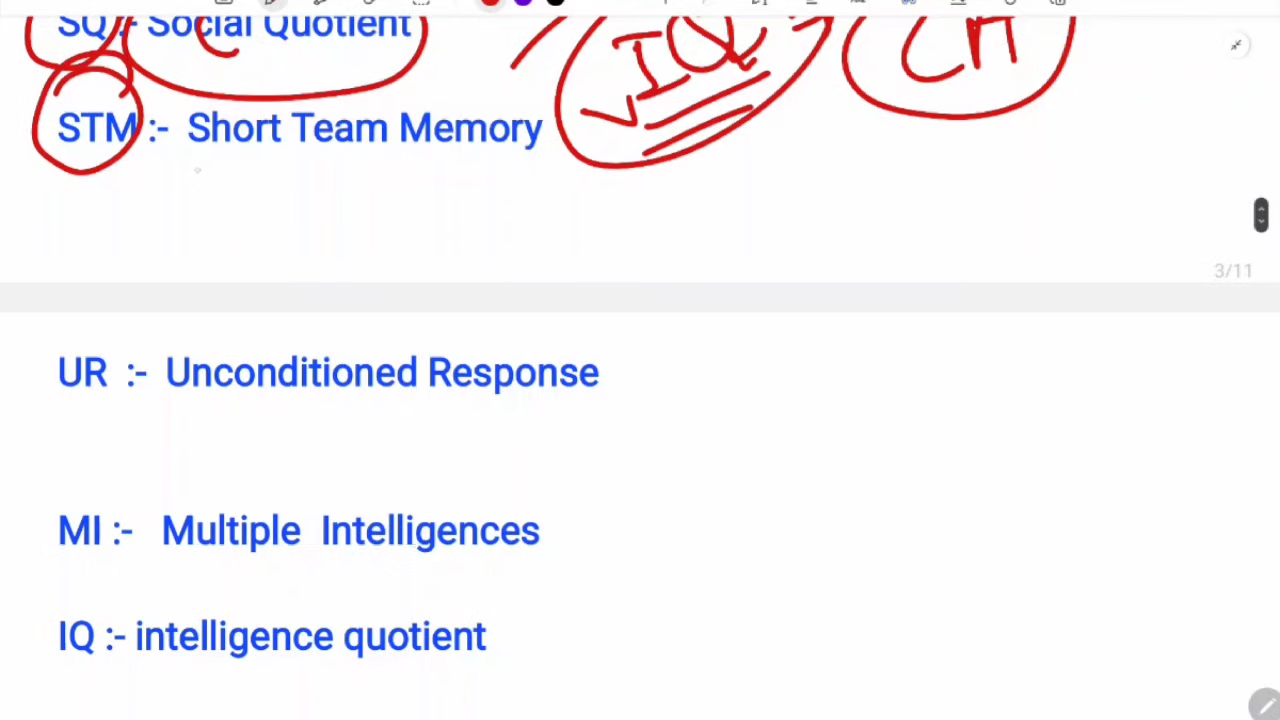 SQ :- Social Quotient
IQ
CA
STM :- Short Team Memory
3/11
UR :- Unconditioned Response
MI :- Multiple Intelligences
IQ :- intelligence quotient